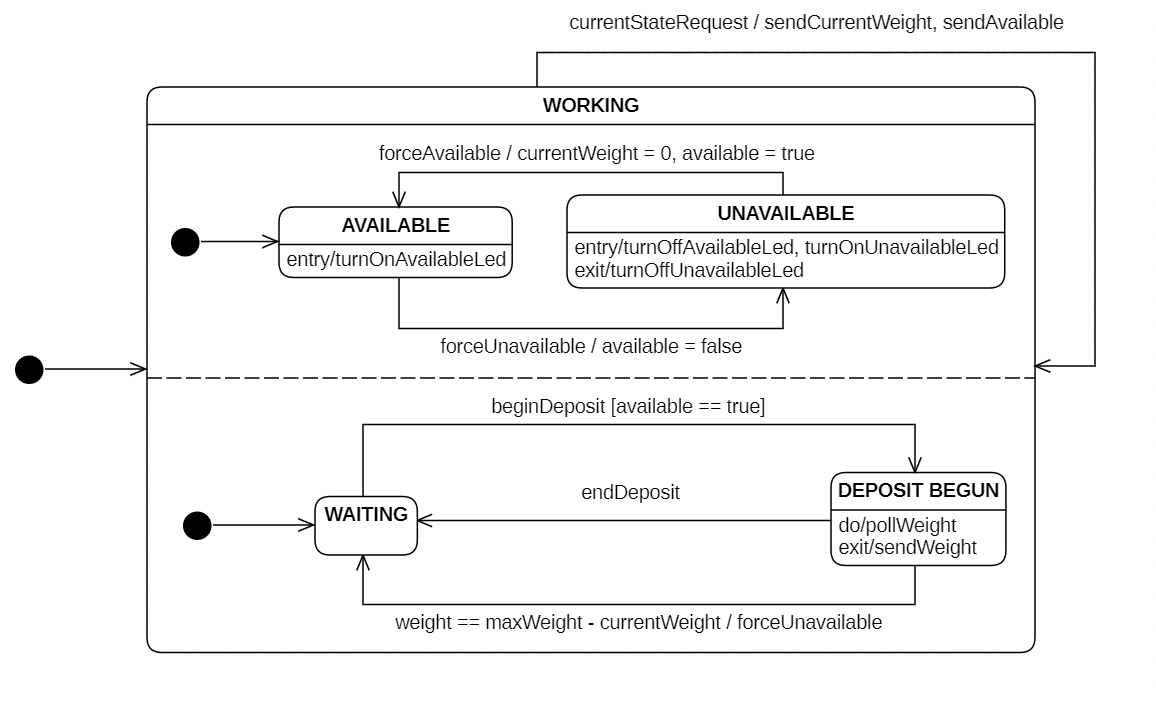 currentStateRequest / sendCurrentWeight, sendAvailable
WORKING
forceAvailable / currentWeight = 0, available = true
AVAILABLE
entry/turnOnAvailableLed
UNAVAILABLE
entry/turnOffAvailableLed, turnOnUnavailableLed
exit/turnOffUnavailableLed
forceUnavailable / available = false
beginDeposit [available == true]
WAITING
endDeposit
DEPOSIT BEGUN
do/pollWeight
exit/sendWeight
weight == maxWeight - currentWeight / forceUnavailable